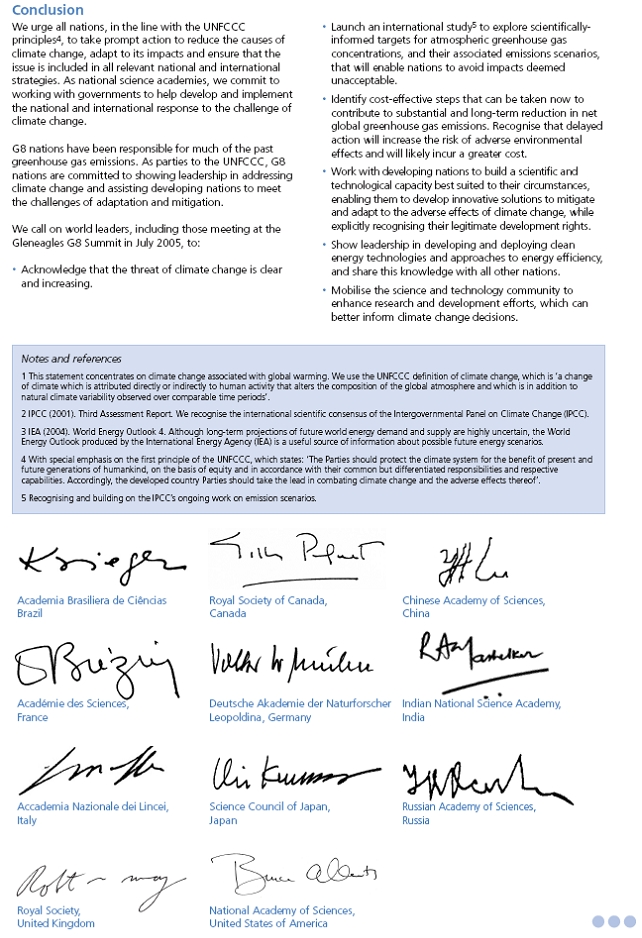 Conclusion
We urge all nations, in the line with the UNFCCC
principles4, to take prompt action to reduce the causes of
climate change, adapt to its impacts and ensure that the
issue is included in all relevant national and international
strategies. As national science academies, we commit to
working with governments to help develop and implement
the national and international response to the challenge of
climate change.
G8 nations have been responsible for much of the past
greenhouse gas emissions. As parties to the UNFCCC, G8
nations are committed to showing leadership in addressing
climate change and assisting developing nations to meet
the challenges of adaptation and mitigation.
We call on world leaders, including those meeting at the
Gleneagles G8 Summit in July 2005, to:
• Acknowledge that the threat of climate change is clear
and increasing.
• Launch an international study5 to explore scientifically-
informed targets for atmospheric greenhouse gas
concentrations, and their associated emissions scenarios,
that will enable nations to avoid impacts deemed
unacceptable.
• Identify cost-effective steps that can be taken now to
contribute to substantial and long-term reduction in net
global greenhouse gas emissions. Recognise that delayed
action will increase the risk of adverse environmental
effects and will likely incur a greater cost.
• Work with developing nations to build a scientific and
technological capacity best suited to their circumstances,
enabling them to develop innovative solutions to mitigate
and adapt to the adverse effects of climate change, while
explicitly recognising their legitimate development rights.
• Show leadership in developing and deploying clean
energy technologies and approaches to energy efficiency,
and share this knowledge with all other nations.
• Mobilise the science and technology community to
enhance research and development efforts, which can
better inform climate change decisions.
Notes and references
1 This statement concentrates on climate change associated with global warming. We use the UNFCCC definition of climate change, which is ‘a change
of climate which is attributed directly or indirectly to human activity that alters the composition of the global atmosphere and which is in addition to
natural climate variability observed over comparable time periods’.
2 IPCC (2001). Third Assessment Report. We recognise the international scientific consensus of the Intergovernmental Panel on Climate Change (IPCC).
3 IEA (2004). World Energy Outlook 4. Although long-term projections of future world energy demand and supply are highly uncertain, the World
Energy Outlook produced by the International Energy Agency (IEA) is a useful source of information about possible future energy scenarios.
4 With special emphasis on the first principle of the UNFCCC, which states: ‘The Parties should protect the climate system for the benefit of present and
future generations of humankind, on the basis of equity and in accordance with their common but differentiated responsibilities and respective
capabilities. Accordingly, the developed country Parties should take the lead in combating climate change and the adverse effects thereof’.
5 Recognising and building on the IPCC’s ongoing work on emission scenarios.
Krieger
Academia Brasiliera de Ciências
Brazil
Royal Society of Canada,
Canada
Chinese Academy of Sciences,
China
Académie des Sciences,
France
Deutsche Akademie der Naturforscher
Leopoldina, Germany
Indian National Science Academy,
India
Accademia Nazionale dei Lincei,
Italy
Science Council of Japan,
Japan
Russian Academy of Sciences,
Russia
Royal Society,
United Kingdom
Bruce Alberts
National Academy of Sciences,
United States of America